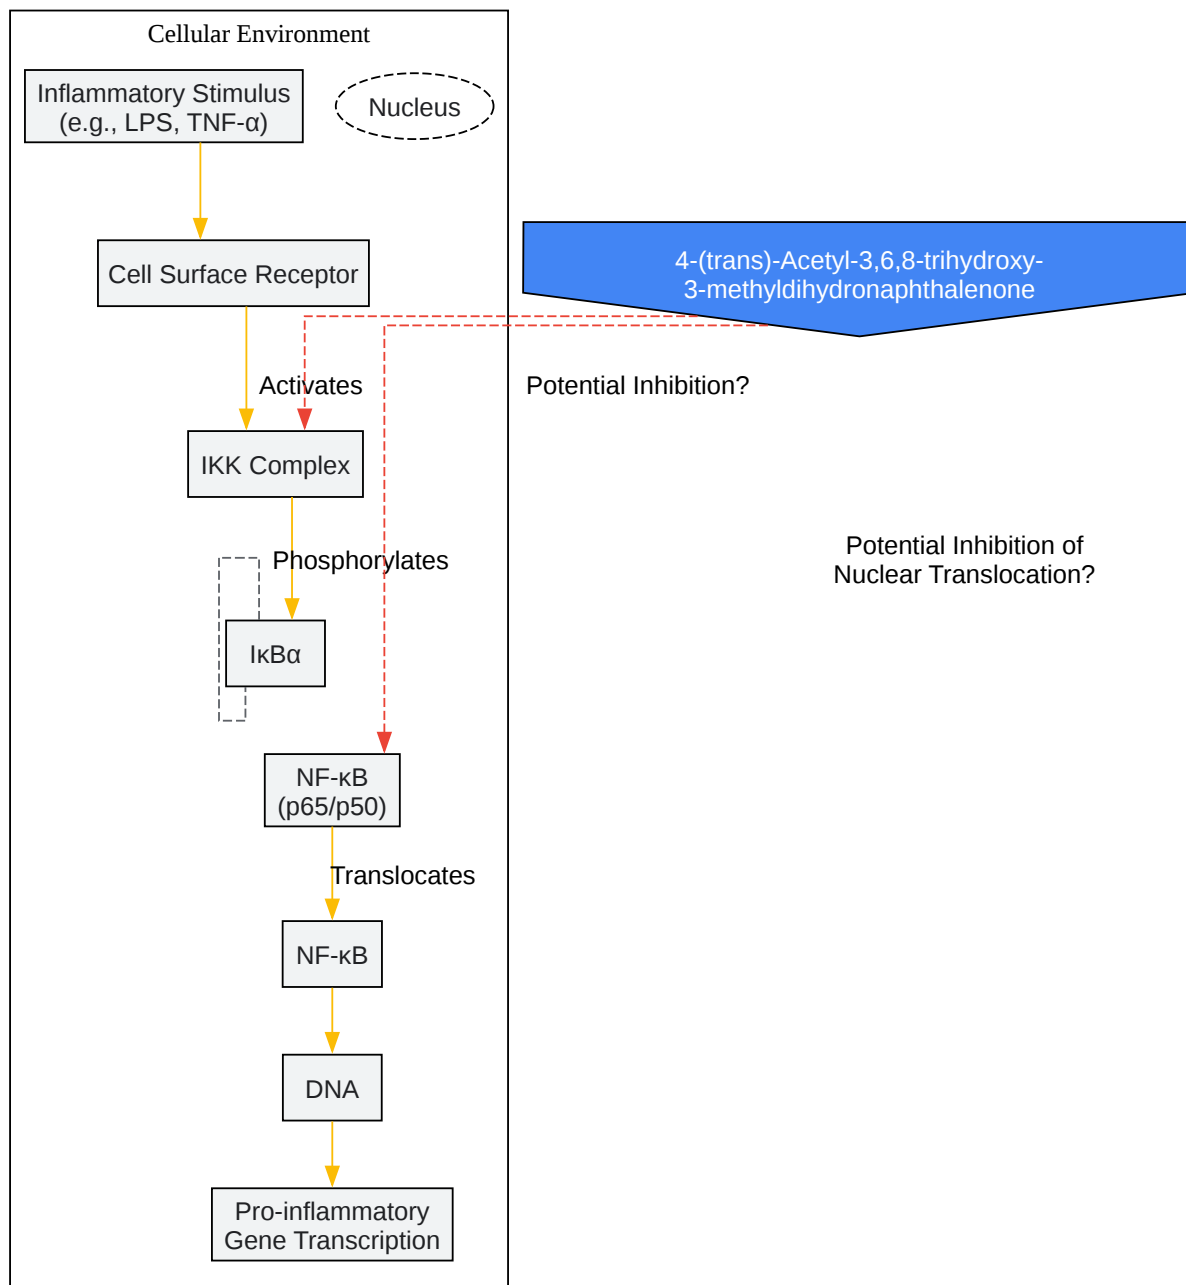 Cellular Environment
Inflammatory Stimulus
(e.g., LPS, TNF-α)
Nucleus
Cell Surface Receptor
4-(trans)-Acetyl-3,6,8-trihydroxy-
3-methyldihydronaphthalenone
Activates
Potential Inhibition?
IKK Complex
Phosphorylates
Potential Inhibition of
Nuclear Translocation?
IκBα
NF-κB
(p65/p50)
Translocates
NF-κB
DNA
Pro-inflammatory
Gene Transcription